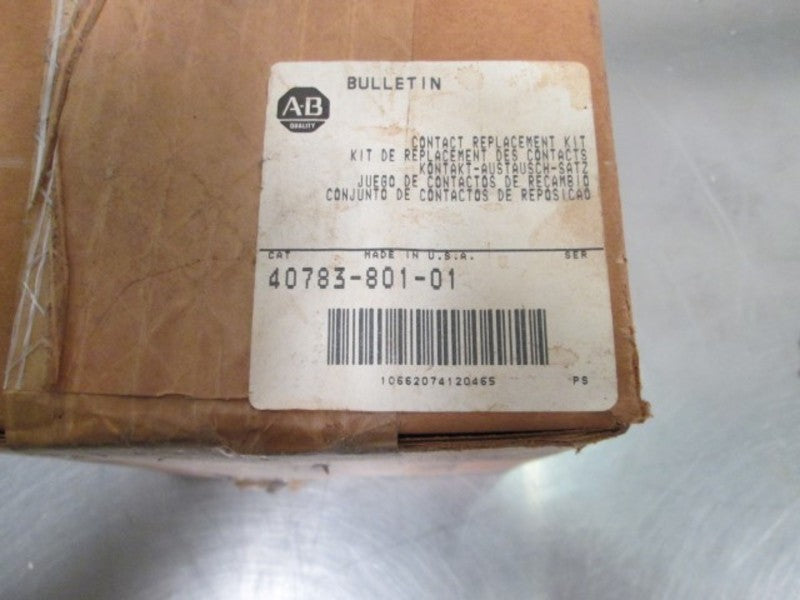 BULLETIN
A-B
QUALITY
CONTACT REPLACEMENT KIT
KIT DE REPLACEMENT DES CONTACTS
KONTAKT-AUSTAUSCH-SATZ
JUEGO DE CONTACTOS DE RECAMBIO
CONJUNTO DE CONTACTOS DE REPOSICAO
CAT MADE IN U.S.A. SER
40783-801-01
10662074120465 PS